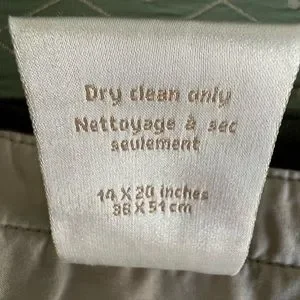 Dry clean only
Nettoyage à sec
seulement
14 X 20 inches
36 X 51 cm